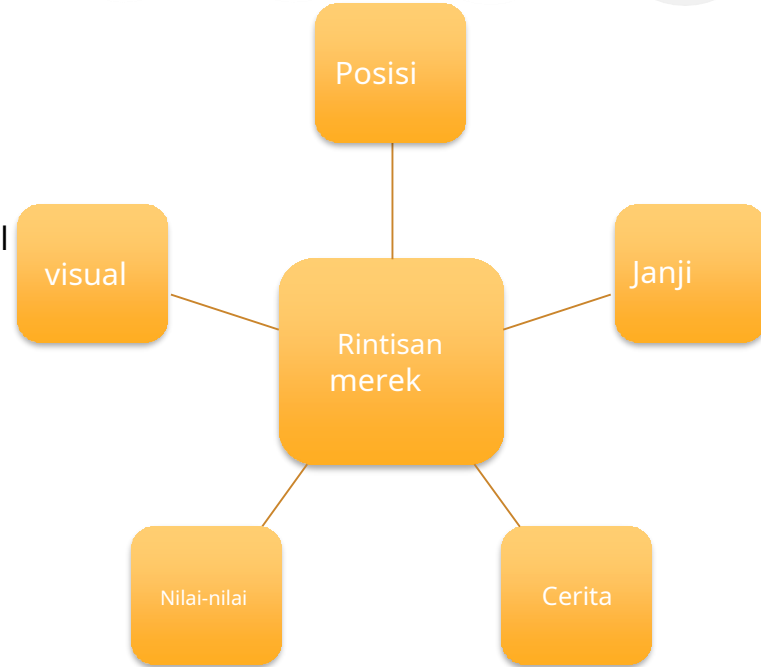 Posisi
l
visual
Janji
Rintisan
merek
Nilai-nilai
Cerita